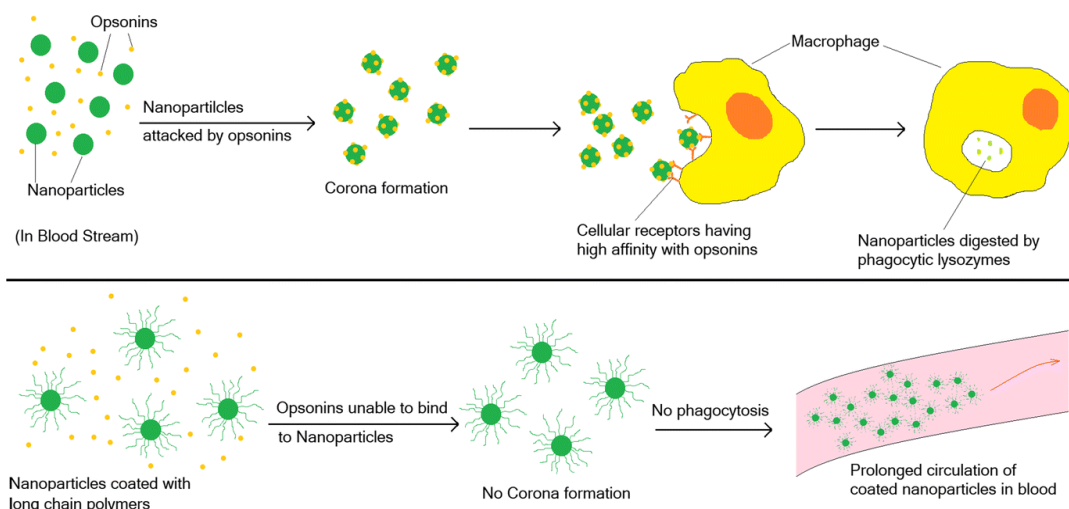 Opsonins
Nanopartilcles
attacked by opsonins
Nanoparticles
(In Blood Stream)
Corona formation
Macrophage
Cellular receptors having
high affinity with opsonins
Nanoparticles digested by
phagocytic lysozymes
Nanoparticles coated with
long chain polymers
Opsonins unable to bind
to Nanoparticles
No Corona formation
No phagocytosis
Prolonged circulation of
coated nanoparticles in blood